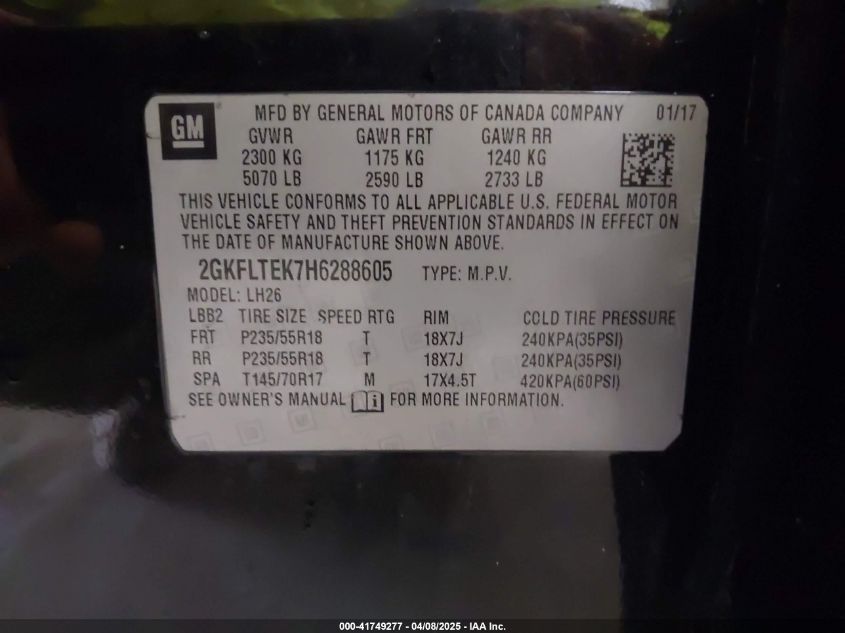 GM
MFD BY GENERAL MOTORS OF CANADA COMPANY 01/17
GVWR GAWR FRT GAWR RR
2300 KG 1175 KG 1240 KG
5070 LB 2590 LB 2733 LB
THIS VEHICLE CONFORMS TO ALL APPLICABLE U.S. FEDERAL MOTOR
VEHICLE SAFETY AND THEFT PREVENTION STANDARDS IN EFFECT ON
THE DATE OF MANUFACTURE SHOWN ABOVE.
2GKFLTEK7H6288605 TYPE: M.P.V.
MODEL: LH26
LBB2 TIRE SIZE SPEED RTG RIM COLD TIRE PRESSURE
FRT P235/55R18 T 18X7J 240KPA(35PSI)
RR P235/55R18 T 18X7J 240KPA(35PSI)
SPA T145/70R17 M 17X4.5T 420KPA(60PSI)
SEE OWNER'S MANUAL i FOR MORE INFORMATION.
000-41749277 - 04/08/2025 - IAA Inc.